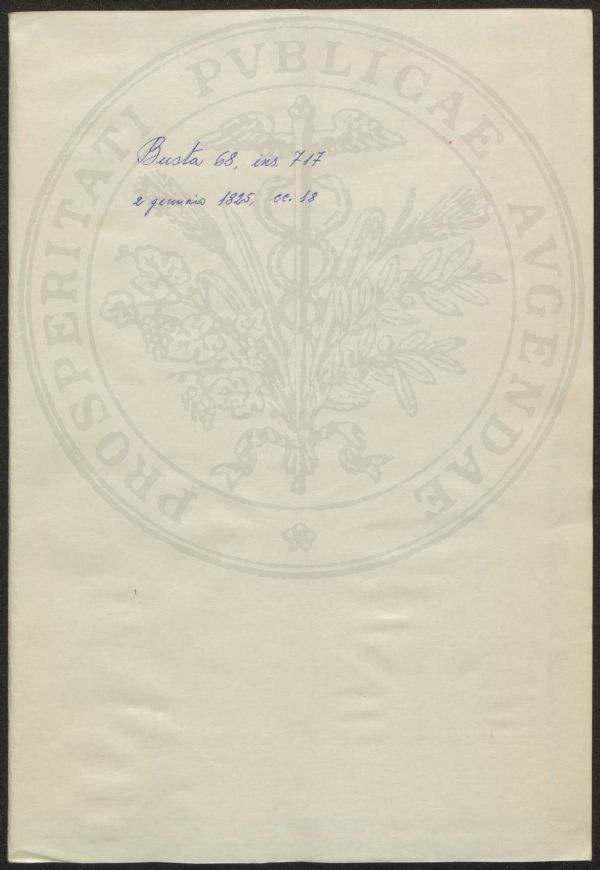 PROSPERITATI PVBLICAE AVGENDAE
Busta 68, ins. 717
2 gennaio 1825, cc. 18